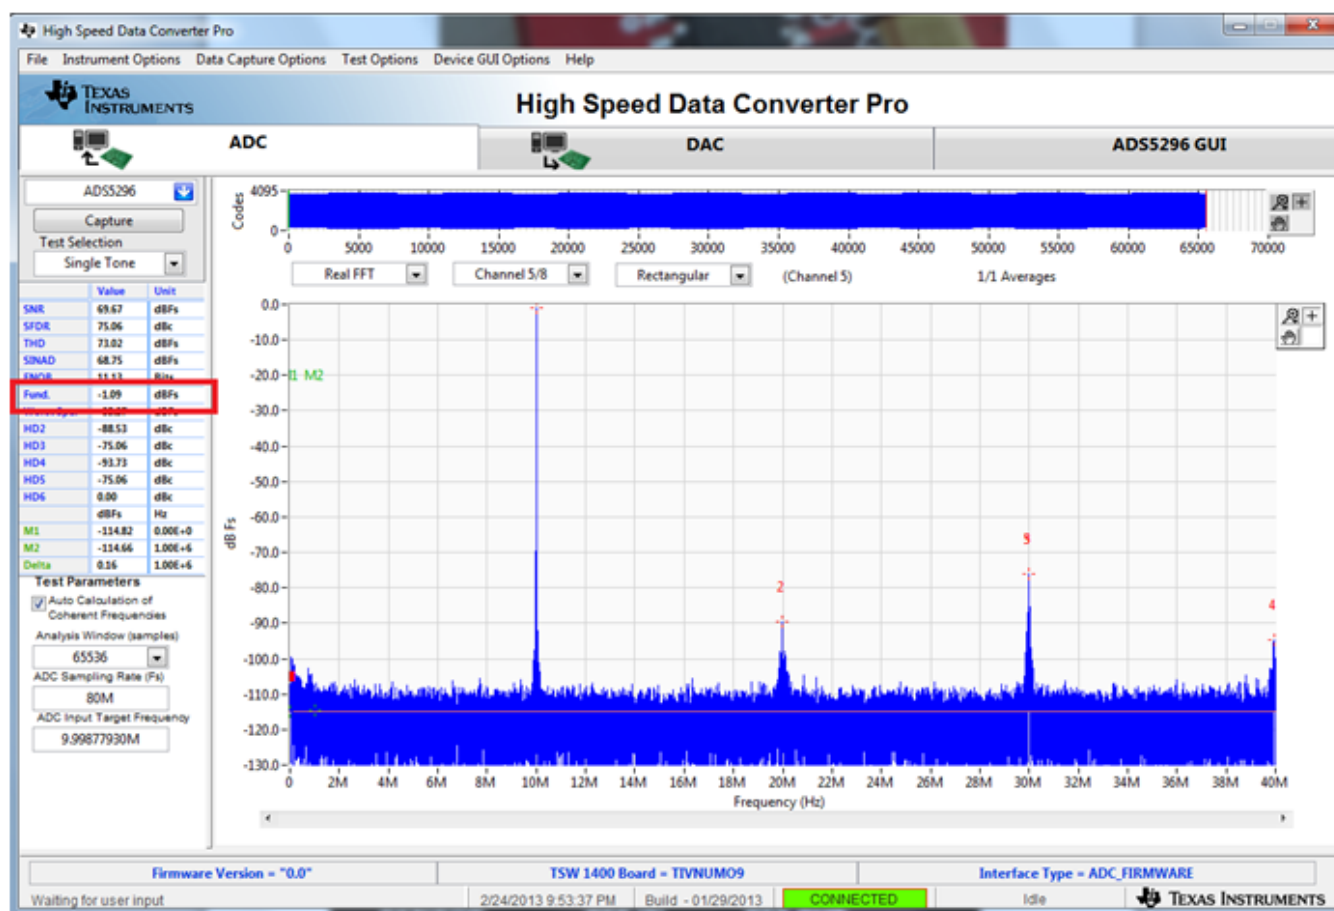 High Speed Data Converter Pro
File Instrument Options Data Capture Options Test Options Device GUI Options Help
TEXAS INSTRUMENTS
High Speed Data Converter Pro
ADC
DAC
ADS5296 GUI
ADS5296
Capture
Test Selection
Single Tone
Value Unit
SNR 69.67 dBFs
SFDR 75.06 dBc
THD 73.02 dBFs
SINAD 68.75 dBFs
ENOB 11.13 Bits
Fund. -1.09 dBFs
HD2 -88.53 dBc
HD3 -75.06 dBc
HD4 -93.73 dBc
HD5 -75.06 dBc
HD6 0.00 dBc
dBFs Hz
M1 -114.82 0.00E+0
M2 -114.66 1.00E+6
Delta 0.16 1.00E+6
Test Parameters
Auto Calculation of
Coherent Frequencies
Analysis Window (samples)
65536
ADC Sampling Rate (Fs)
80M
ADC Input Target Frequency
9.99877930M
Codes
4095
0
0 5000 10000 15000 20000 25000 30000 35000 40000 45000 50000 55000 60000 65000 70000
Real FFT Channel 5/8 Rectangular (Channel 5) 1/1 Averages
dB Fs
0.0
-10.0
-20.0
-30.0
-40.0
-50.0
-60.0
-70.0
-80.0
-90.0
-100.0
-110.0
-120.0
-130.0
M2
2
4
0 2M 4M 6M 8M 10M 12M 14M 16M 18M 20M 22M 24M 26M 28M 30M 32M 34M 36M 38M 40M
Frequency (Hz)
Firmware Version = "0.0"
TSW 1400 Board = TIVNUMO9
Interface Type = ADC_FIRMWARE
Waiting for user input
2/24/2013 9:53:37 PM
Build - 01/29/2013
CONNECTED
Idle
TEXAS INSTRUMENTS